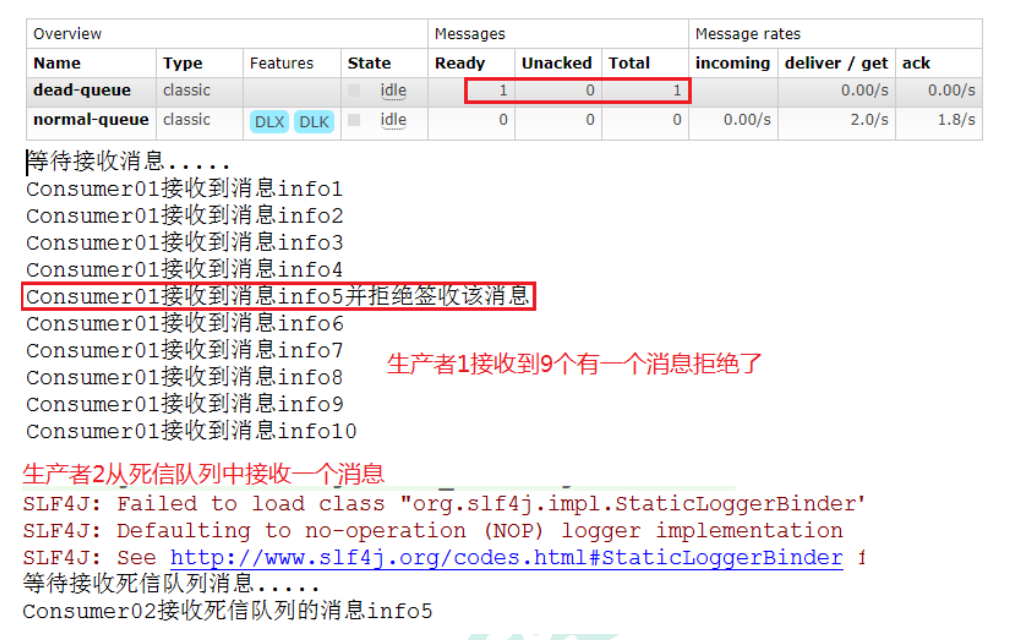 Overview Messages Message rates
Name Type Features State Ready Unacked Total incoming deliver / get ack
dead-queue classic idle 1 0 1 0.00/s 0.00/s
normal-queue classic DLX DLK idle 0 0 0 0.00/s 2.0/s 1.8/s
等待接收消息.....
Consumer01接收到消息info1
Consumer01接收到消息info2
Consumer01接收到消息info3
Consumer01接收到消息info4
Consumer01接收到消息info5并拒绝签收该消息
Consumer01接收到消息info6
Consumer01接收到消息info7
生产者1接收到9个有一个消息拒绝了
Consumer01接收到消息info8
Consumer01接收到消息info9
Consumer01接收到消息info10
生产者2从死信队列中接收一个消息
SLF4J: Failed to load class "org.slf4j.impl.StaticLoggerBinder"
SLF4J: Defaulting to no-operation (NOP) logger implementation
SLF4J: See http://www.slf4j.org/codes.html#StaticLoggerBinder f
等待接收死信队列消息.....
Consumer02接收死信队列的消息info5